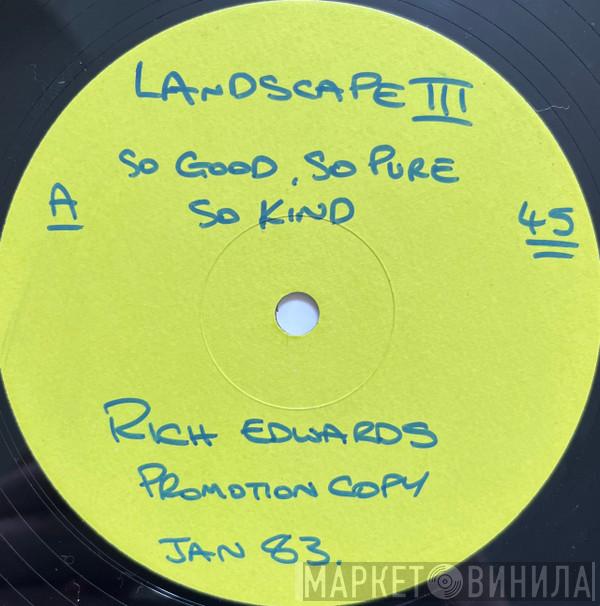 LANDSCAPE III
SO GOOD, SO PURE
SO KIND
A
45
RICH EDWARDS
PROMOTION COPY
JAN 83.
МАРКЕТ ВИНИЛА